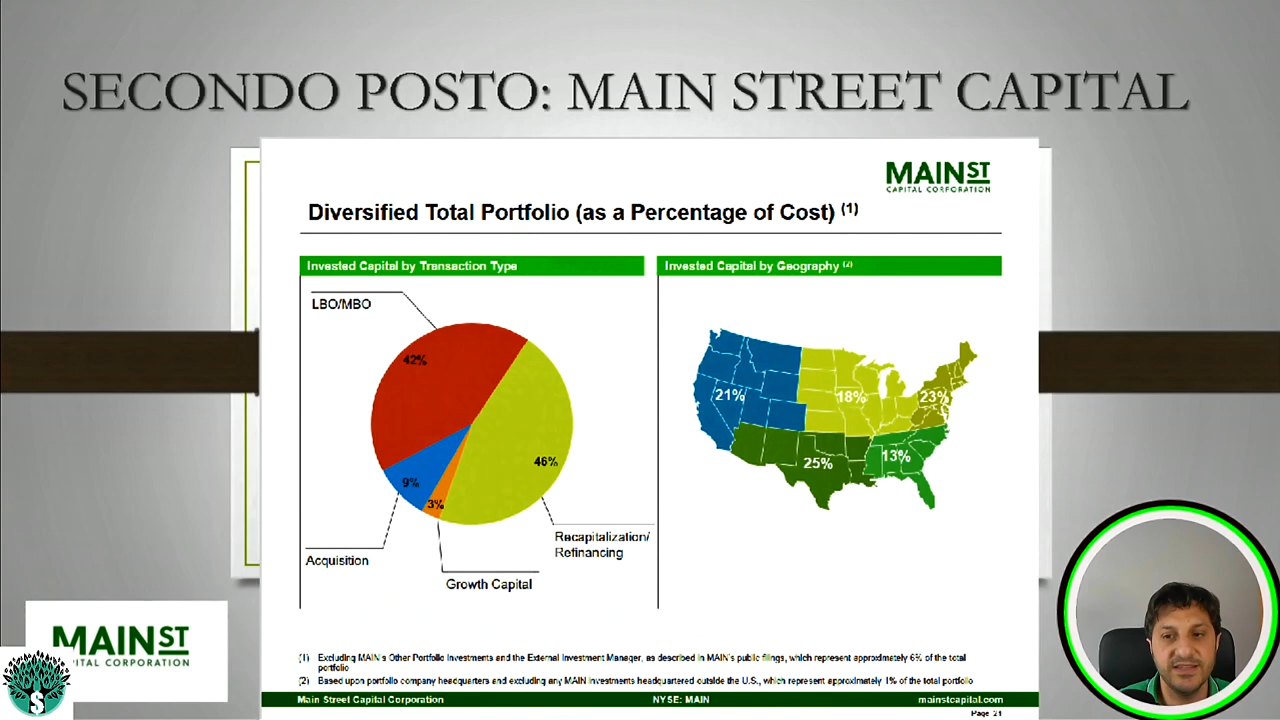 SECONDO POSTO: MAIN STREET CAPITAL
MAIN ST
CAPITAL CORPORATION
Diversified Total Portfolio (as a Percentage of Cost) (1)
Invested Capital by Transaction Type
Invested Capital by Geography (2)
LBO/MBO
42%
46%
9%
3%
Recapitalization/
Refinancing
Acquisition
Growth Capital
21%
18%
23%
25%
13%
(1) Excluding MAIN's Other Portfolio Investments and the External Investment Manager, as described in MAIN's public filings, which represent approximately 6% of the total
portfolio
(2) Based upon portfolio company headquarters and excluding any MAIN investments headquartered outside the U.S., which represent approximately 1% of the total portfolio
Main Street Capital Corporation NYSE: MAIN mainstcapital.com
Page 21
MAIN ST
PITAL CORPORATION
$